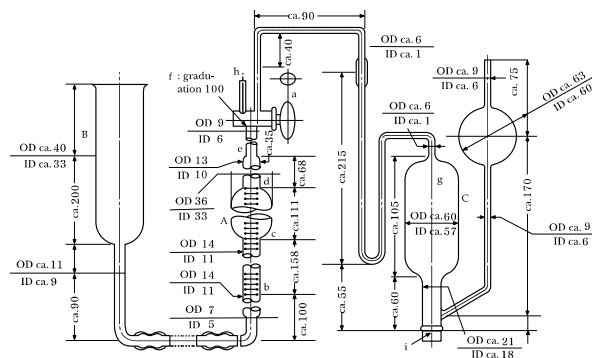 ca.90
ca.40
OD ca.6
ID ca.1
h
f : gradu-
ation 100
a
OD 9
ID 6
e
ca.35
OD 13
ID 10
ca.68
d
OD 36
ID 33
A
c
ca.111
OD 14
ID 11
ca.158
OD 14
ID 11
b
ca.100
OD 7
ID 5
B
OD ca.40
ID ca.33
ca.200
OD ca.11
ID ca.9
ca.90
ca.215
ca.55
OD ca.6
ID ca.1
g
C
ca.105
OD ca.60
ID ca.57
ca.60
OD ca.21
ID ca.18
i
OD ca.9
ID ca.6
ca.75
OD ca.63
ID ca.60
ca.170
OD ca.9
ID ca.6